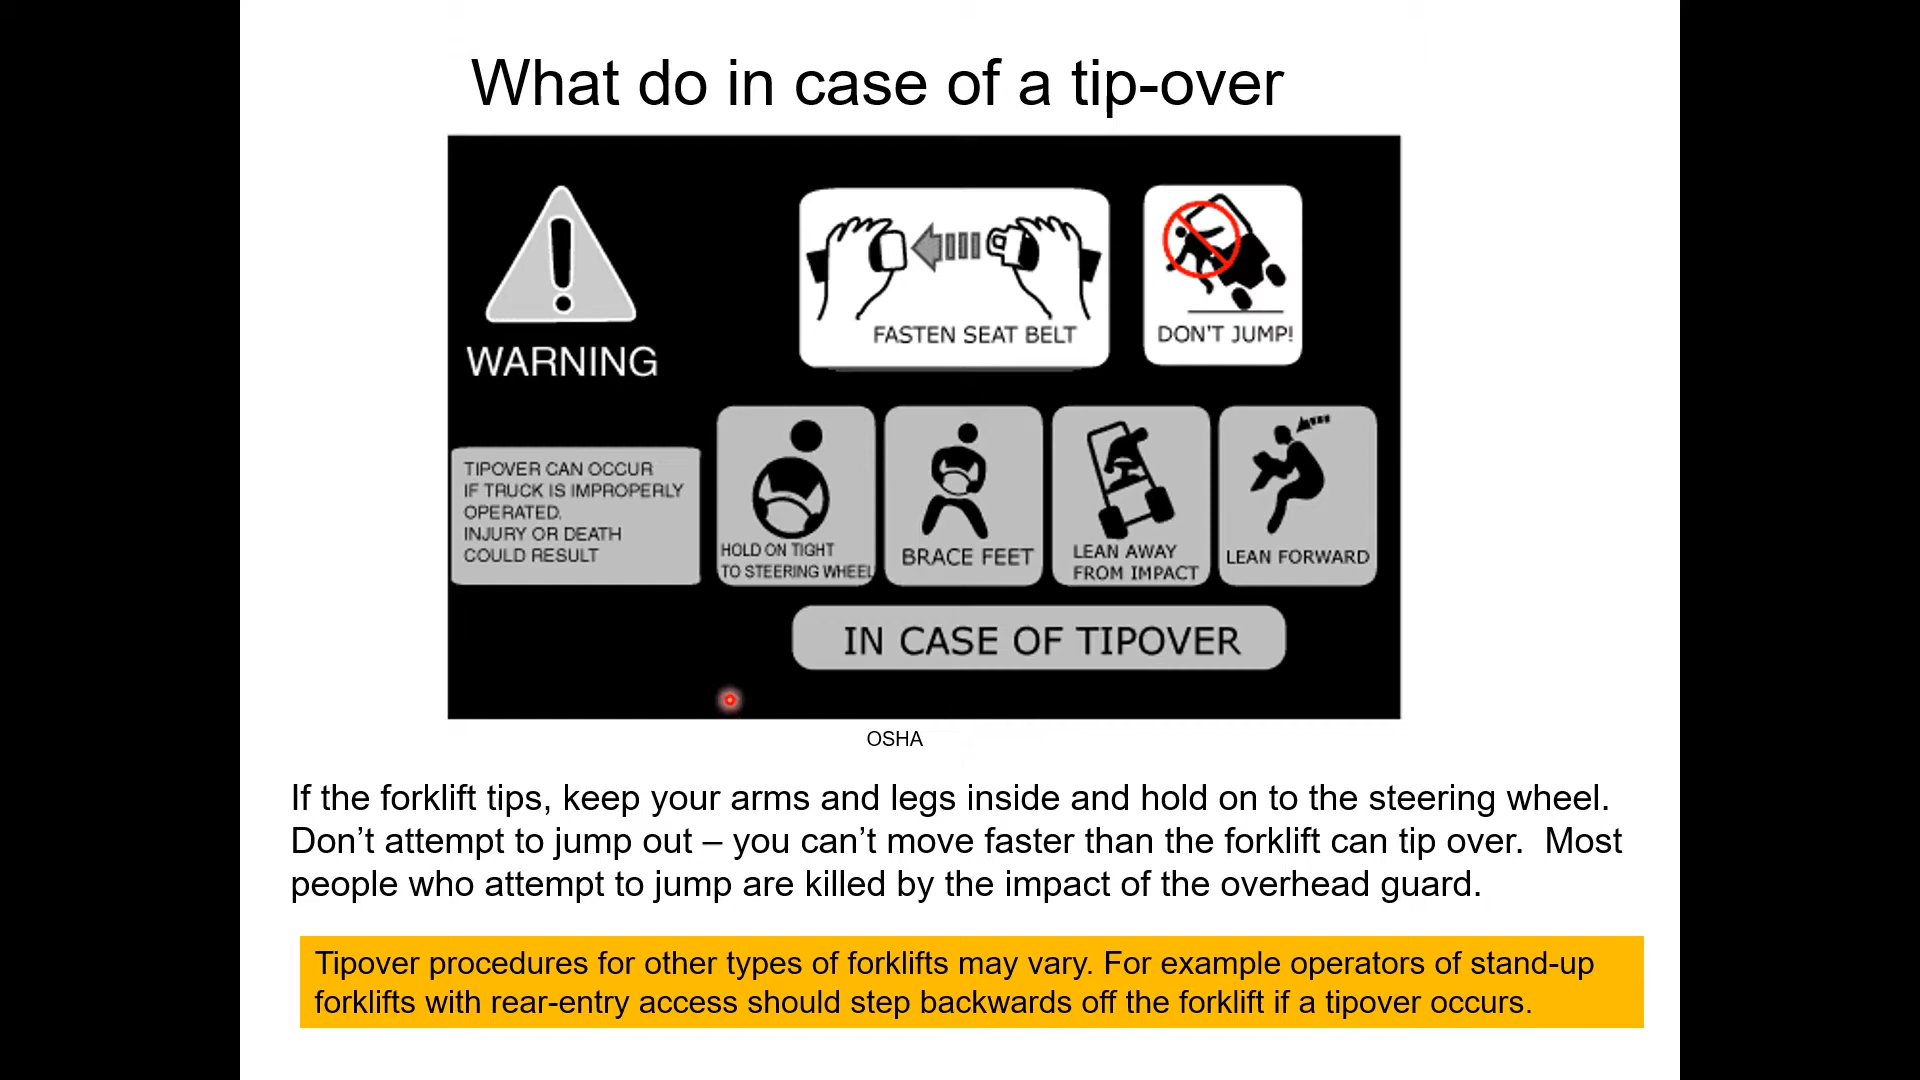 What do in case of a tip-over
WARNING
FASTEN SEAT BELT
DON'T JUMP!
TIPOVER CAN OCCUR
IF TRUCK IS IMPROPERLY
OPERATED.
INJURY OR DEATH
COULD RESULT
HOLD ON TIGHT
TO STEERING WHEEL
BRACE FEET
LEAN AWAY
FROM IMPACT
LEAN FORWARD
IN CASE OF TIPOVER
OSHA
If the forklift tips, keep your arms and legs inside and hold on to the steering wheel.
Don’t attempt to jump out – you can’t move faster than the forklift can tip over.  Most
people who attempt to jump are killed by the impact of the overhead guard.
Tipover procedures for other types of forklifts may vary. For example operators of stand-up
forklifts with rear-entry access should step backwards off the forklift if a tipover occurs.